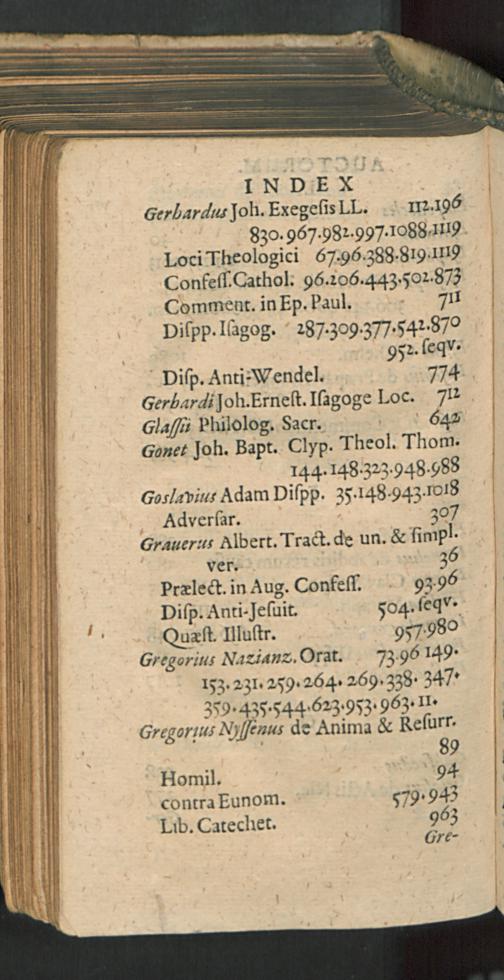 INDEX
Gerhardus Joh. Exegeſis LL. 112.196
830.967.982.997.1088.1119
Loci Theologici 67.96.388.819.1119
Confeſſ. Cathol. 96.206.443.502.873
Comment. in Ep. Paul. 711
Diſpp. Iſagog. 287.309.377.542.870
952. ſeqv.
Diſp. Anti-Wendel. 774
Gerhardi Joh. Erneſt. Iſagoge Loc. 712
Glaſſii Philolog. Sacr. 642
Gonet Joh. Bapt. Clyp. Theol. Thom.
144.148.323.948.988
Goslavius Adam Diſpp. 35.148.943.1018
Adverſar. 307
Grauerus Albert. Tract. de un. & ſimpl.
ver. 36
Prælect. in Aug. Confeſſ. 93.96
Diſp. Anti-Jeſuit. 504. ſeqv.
Quæſt. Illuſtr. 957.980
Gregorius Nazianz. Orat. 73.96 149.
153.231.259.264.269.338.347.
359.435.544.623.953.963.11.
Gregorius Nyſſenus de Anima & Reſurr.
89
Homil. 94
contra Eunom. 579.943
Lib. Catechet. 963
Gre-